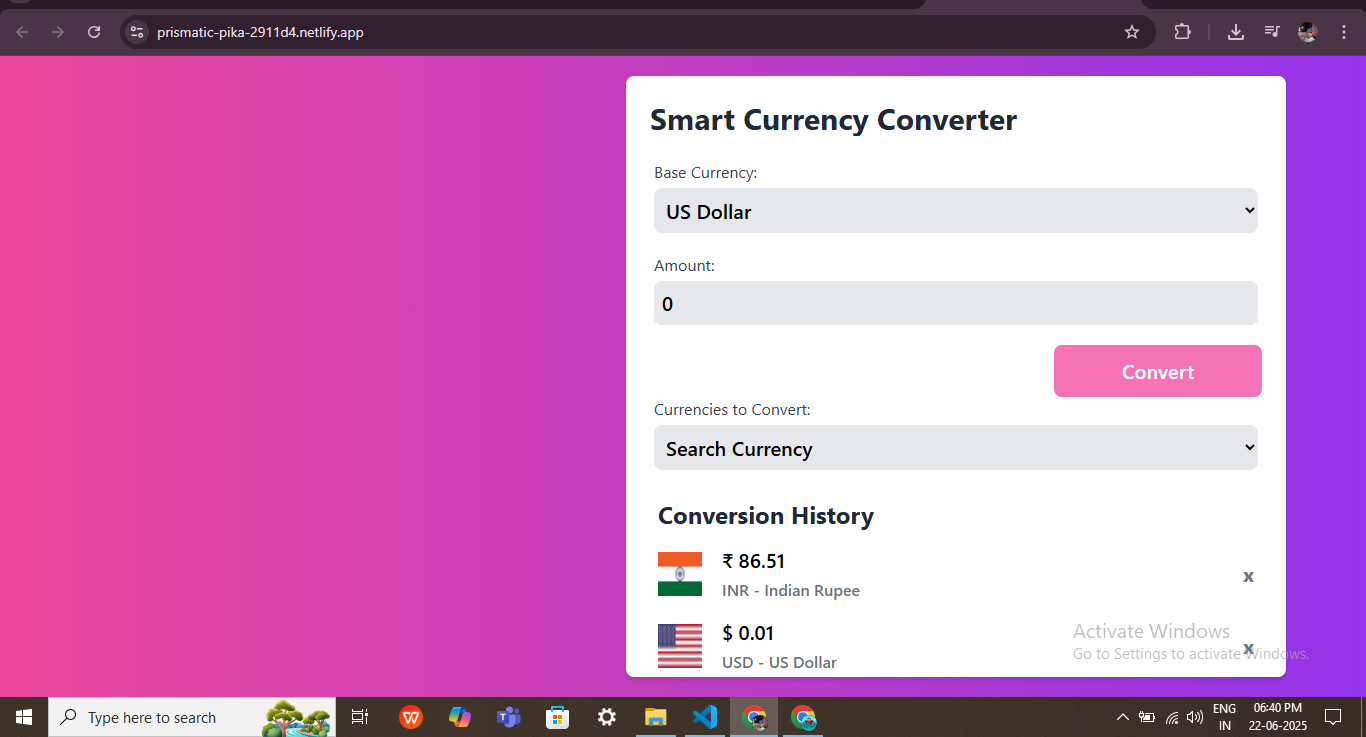 prismatic-pika-2911d4.netlify.app
Smart Currency Converter
Base Currency:
US Dollar
Amount:
0
Convert
Currencies to Convert:
Search Currency
Conversion History
₹ 86.51
INR - Indian Rupee
x
$ 0.01
USD - US Dollar
x
Activate Windows
Go to Settings to activate Windows.
Type here to search
ENG
IN
06:40 PM
22-06-2025